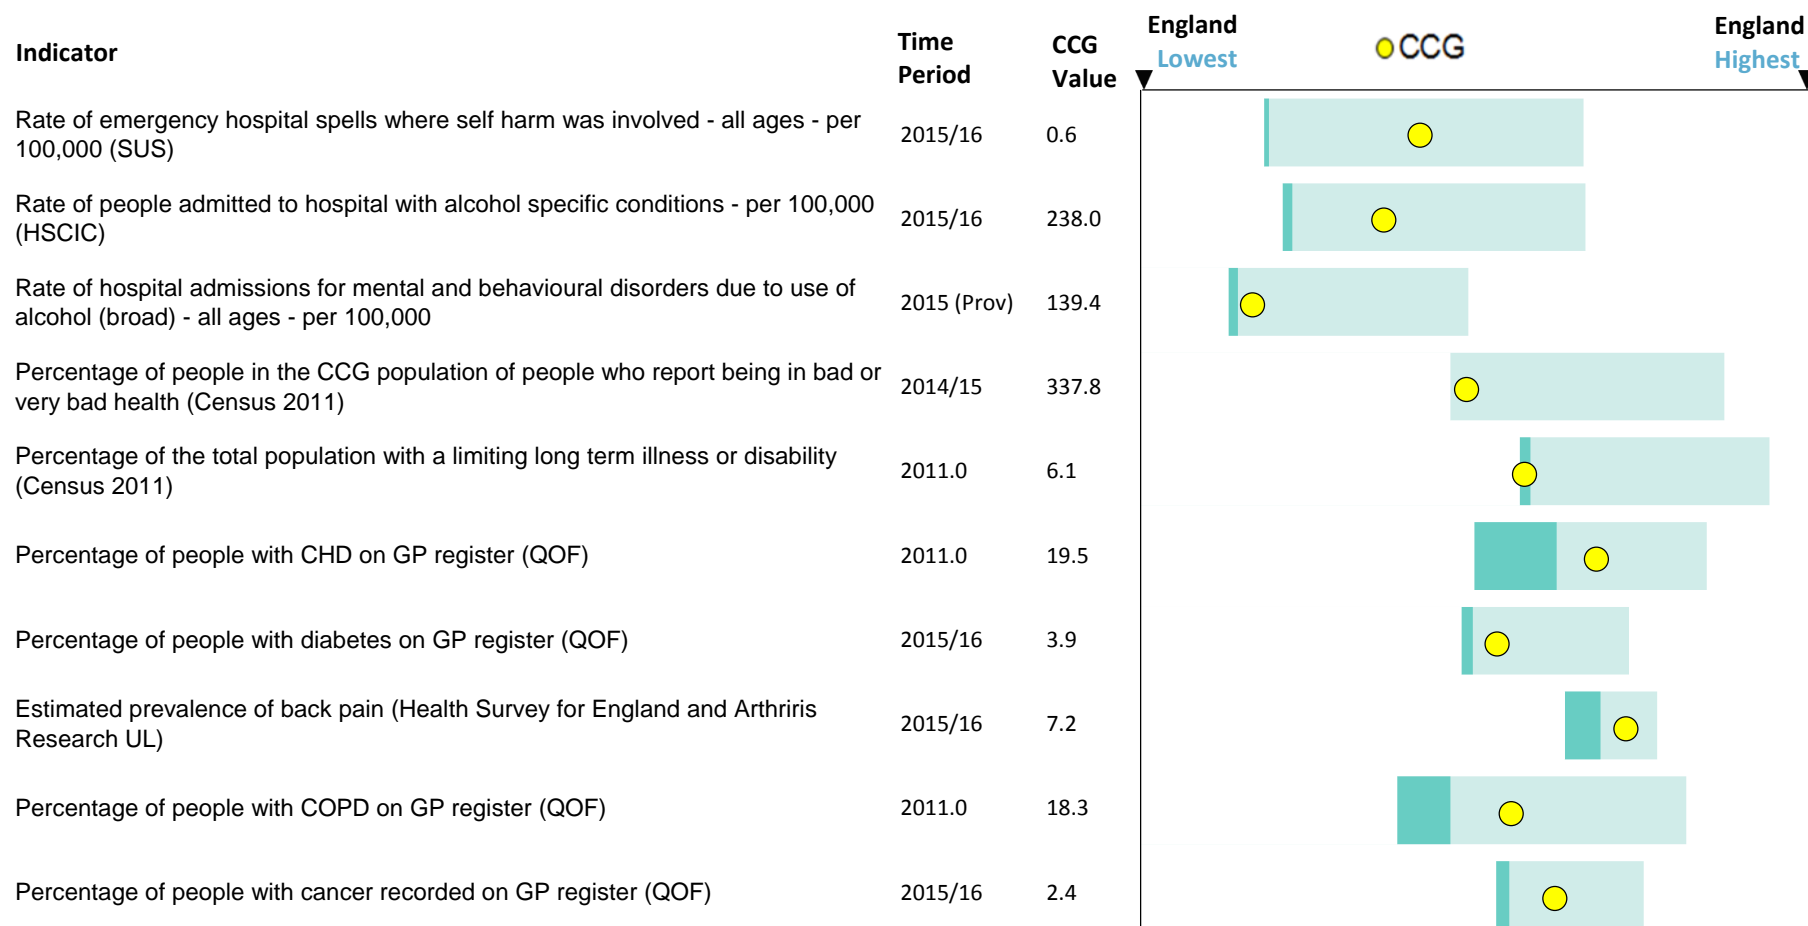 Indicator
Time
Period
CCG
Value
England
Lowest
CCG
England
Highest
Rate of emergency hospital spells where self harm was involved - all ages - per
100,000 (SUS)
2015/16
0.6
Rate of people admitted to hospital with alcohol specific conditions - per 100,000
(HSCIC)
2015/16
238.0
Rate of hospital admissions for mental and behavioural disorders due to use of
alcohol (broad) - all ages - per 100,000
2015 (Prov)
139.4
Percentage of people in the CCG population of people who report being in bad or
very bad health (Census 2011)
2014/15
337.8
Percentage of the total population with a limiting long term illness or disability
(Census 2011)
2011.0
6.1
Percentage of people with CHD on GP register (QOF)
2011.0
19.5
Percentage of people with diabetes on GP register (QOF)
2015/16
3.9
Estimated prevalence of back pain (Health Survey for England and Arthriris
Research UL)
2015/16
7.2
Percentage of people with COPD on GP register (QOF)
2011.0
18.3
Percentage of people with cancer recorded on GP register (QOF)
2015/16
2.4